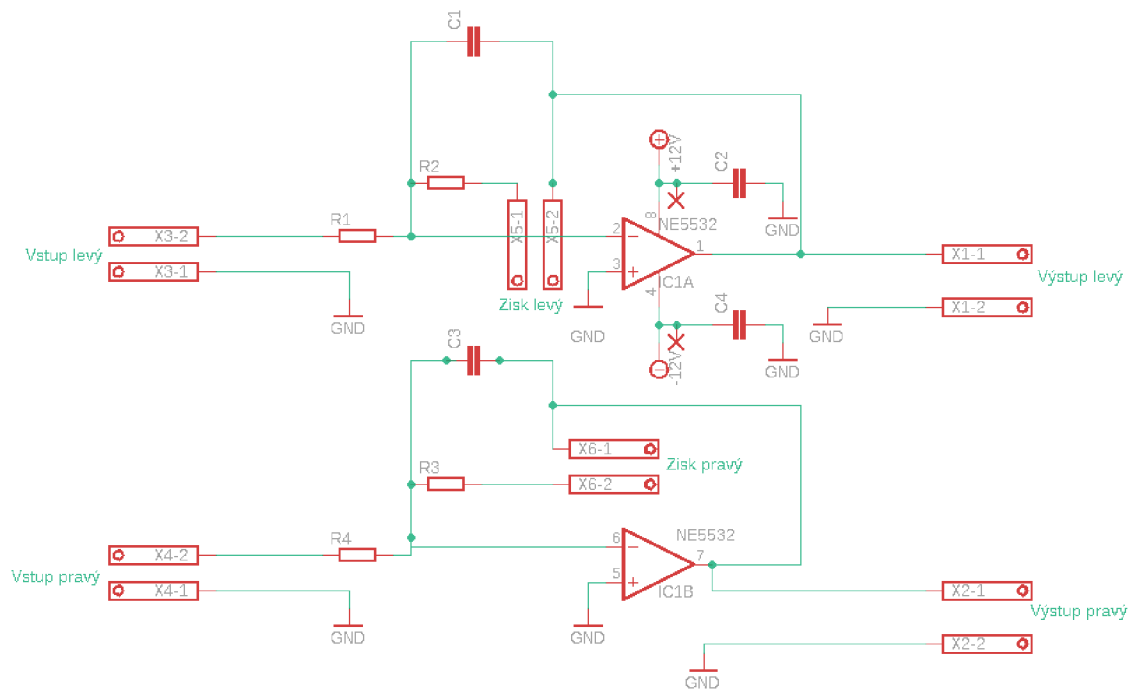 C1
R2
+12V
C2
X3-2
R1
X5-1
X5-2
2
8
NE5532
1
GND
Vstup levý
X1-1
X3-1
3
IC1A
Výstup levý
Zisk levý
4
C4
X1-2
GND
GND
GND
C3
-12V
GND
X6-1
Zisk pravý
R3
X6-2
X4-2
R4
6
NE5532
7
Vstup pravý
X4-1
5
IC1B
X2-1
Výstup pravý
GND
GND
X2-2
GND